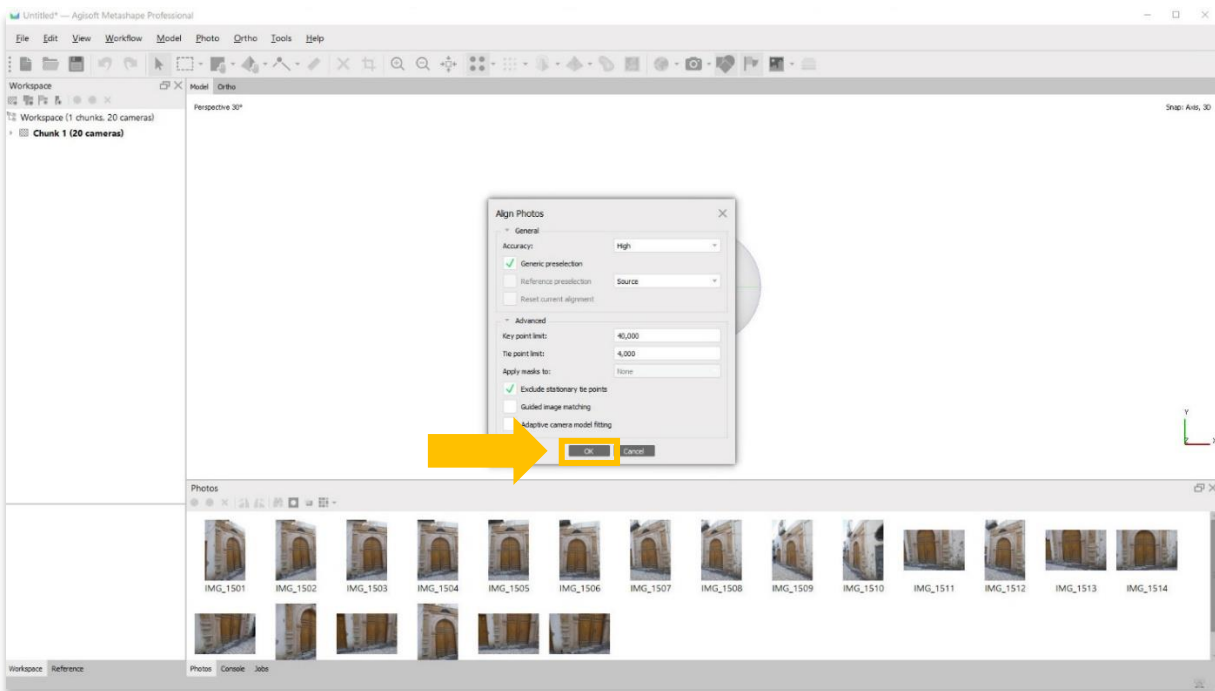 Untitled* — Agisoft Metashape Professional
File Edit View Workflow Model Photo Ortho Tools Help
Workspace
Model Ortho
Workspace (1 chunks, 20 cameras)
Chunk 1 (20 cameras)
Perspective 30°
Snap: Axis, 3D
Align Photos
General
Accuracy: High
Generic preselection
Reference preselection Source
Reset current alignment
Advanced
Key point limit: 40,000
Tie point limit: 4,000
Apply masks to: None
Exclude stationary tie points
Guided image matching
Adaptive camera model fitting
OK Cancel
Y
X
Z
Photos
IMG_1501 IMG_1502 IMG_1503 IMG_1504 IMG_1505 IMG_1506 IMG_1507 IMG_1508 IMG_1509 IMG_1510 IMG_1511 IMG_1512 IMG_1513 IMG_1514
Workspace Reference
Photos Console Jobs